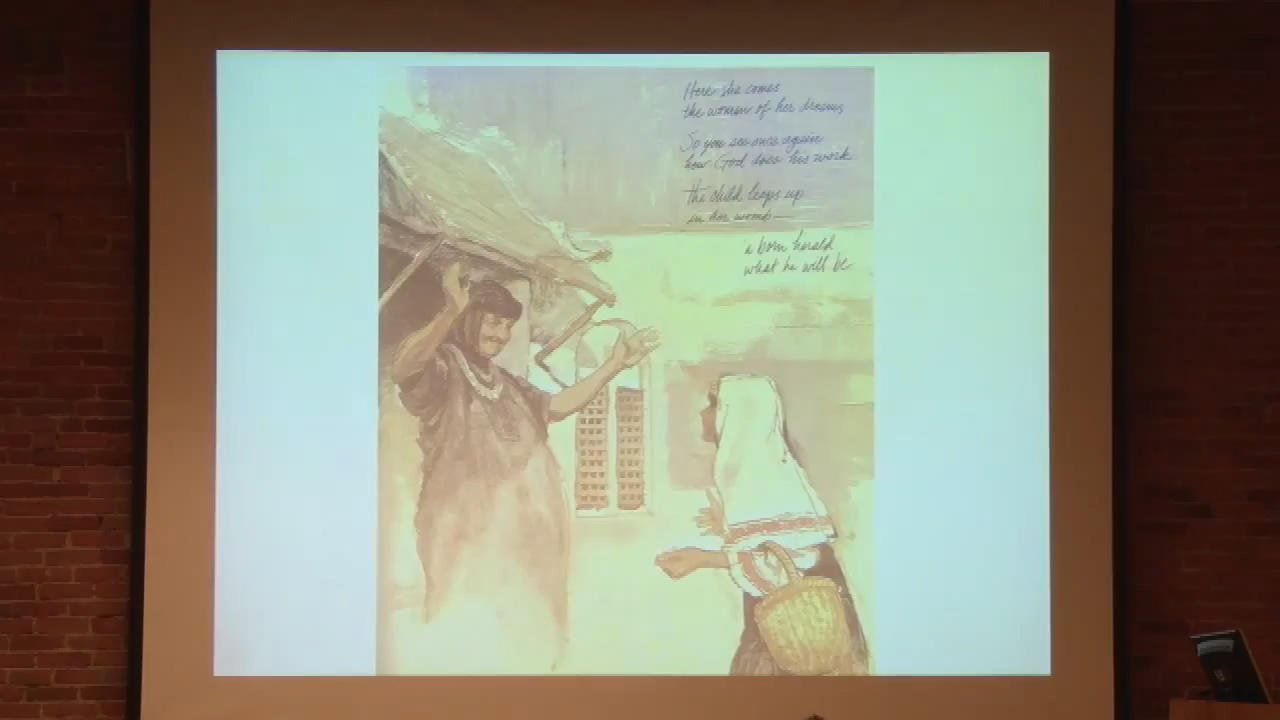 Here she comes
the woman of her dreams
So you see once again
how God does his work
the child leaps up
in her womb—
a born herald
what he will be